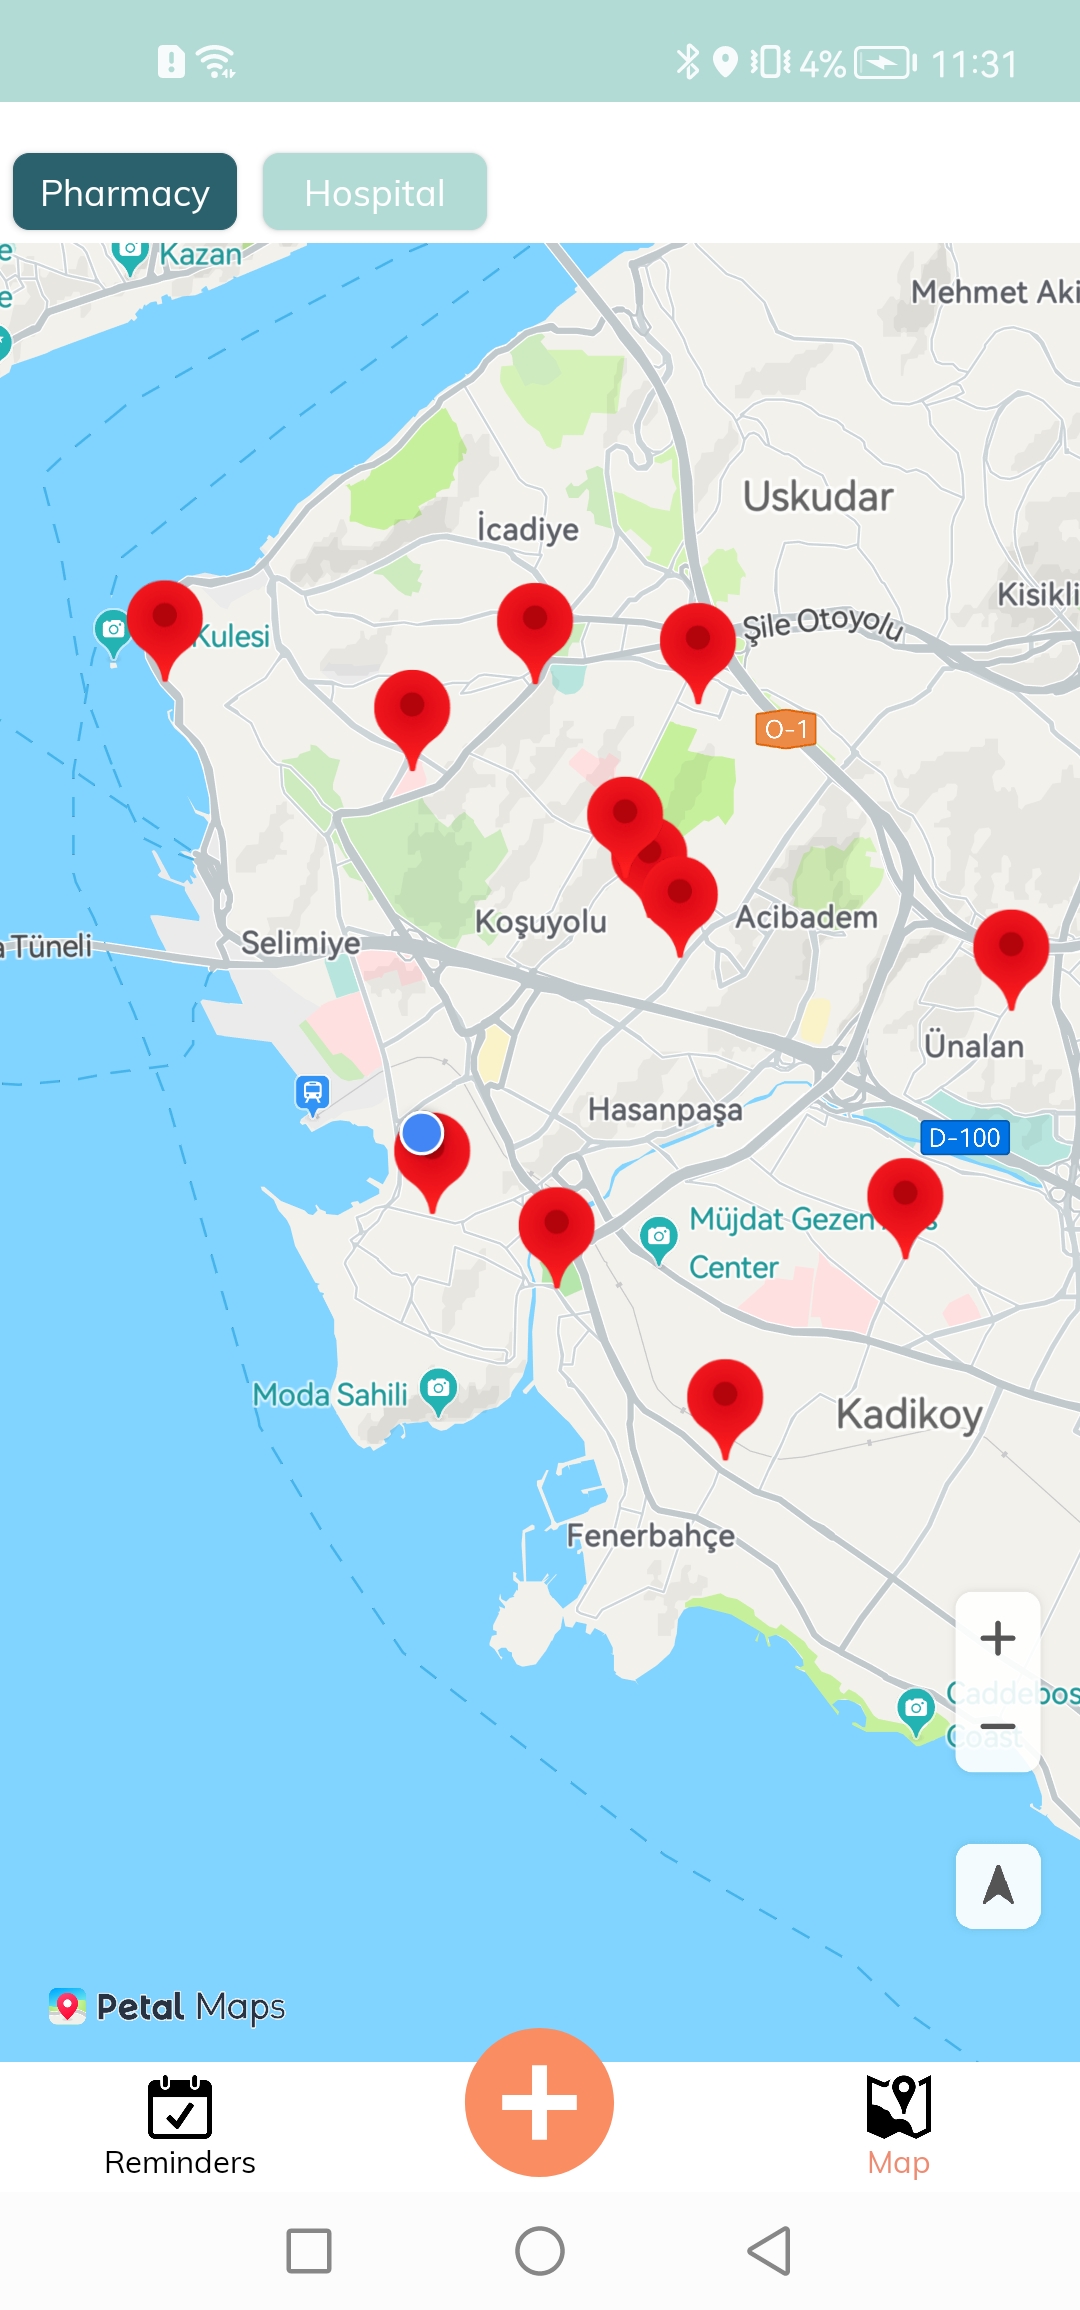 4% 11:31
Pharmacy Hospital
e
Kazan
e
Mehmet Aki
Uskudar
İcadiye
Kisikli
Şile Otoyolu
Kulesi
O-1
Koşuyolu
Acibadem
a Tüneli
Selimiye
Ünalan
Hasanpaşa
D-100
Müjdat Gezen
Center
Moda Sahili
Kadikoy
Fenerbahçe
Caddebos
Coast
Petal Maps
Reminders
Map